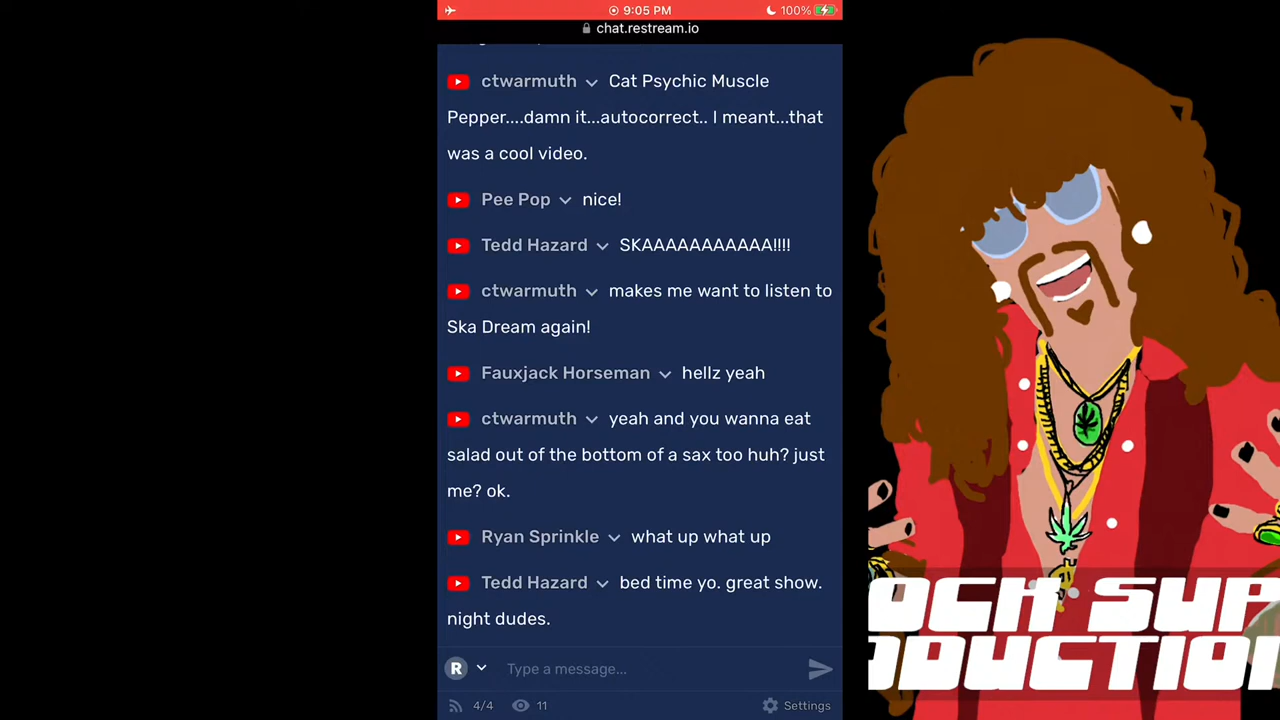 9:05 PM
100%
chat.restream.io
ctwarmuth Cat Psychic Muscle
Pepper....damn it...autocorrect.. I meant...that
was a cool video.
Pee Pop nice!
Tedd Hazard SKAAAAAAAAAAA!!!!
ctwarmuth makes me want to listen to
Ska Dream again!
Fauxjack Horseman hellz yeah
ctwarmuth yeah and you wanna eat
salad out of the bottom of a sax too huh? just
me? ok.
Ryan Sprinkle what up what up
Tedd Hazard bed time yo. great show.
night dudes.
R Type a message...
4/4 11 Settings
OCK SUP
ODUCTION